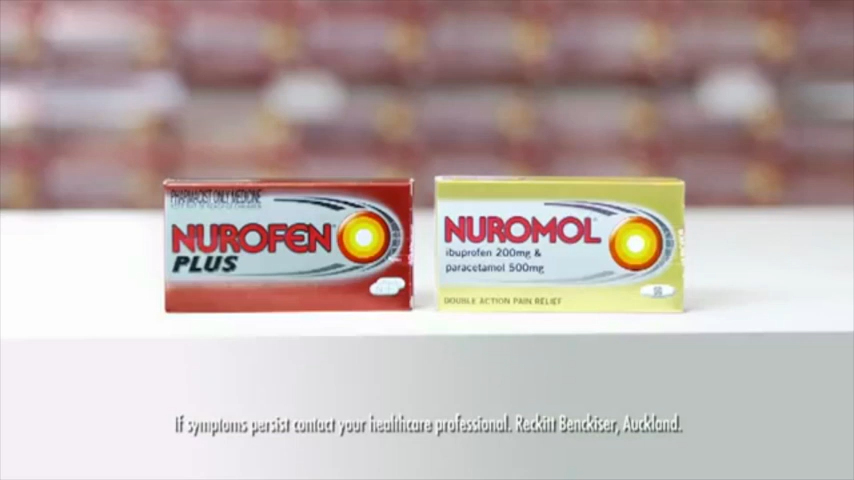 PHARMACIST ONLY MEDICINE
NUROFEN
PLUS
NUROMOL
ibuprofen 200mg &
paracetamol 500mg
DOUBLE ACTION PAIN RELIEF
If symptoms persist contact your healthcare professional. Reckitt Benckiser, Auckland.